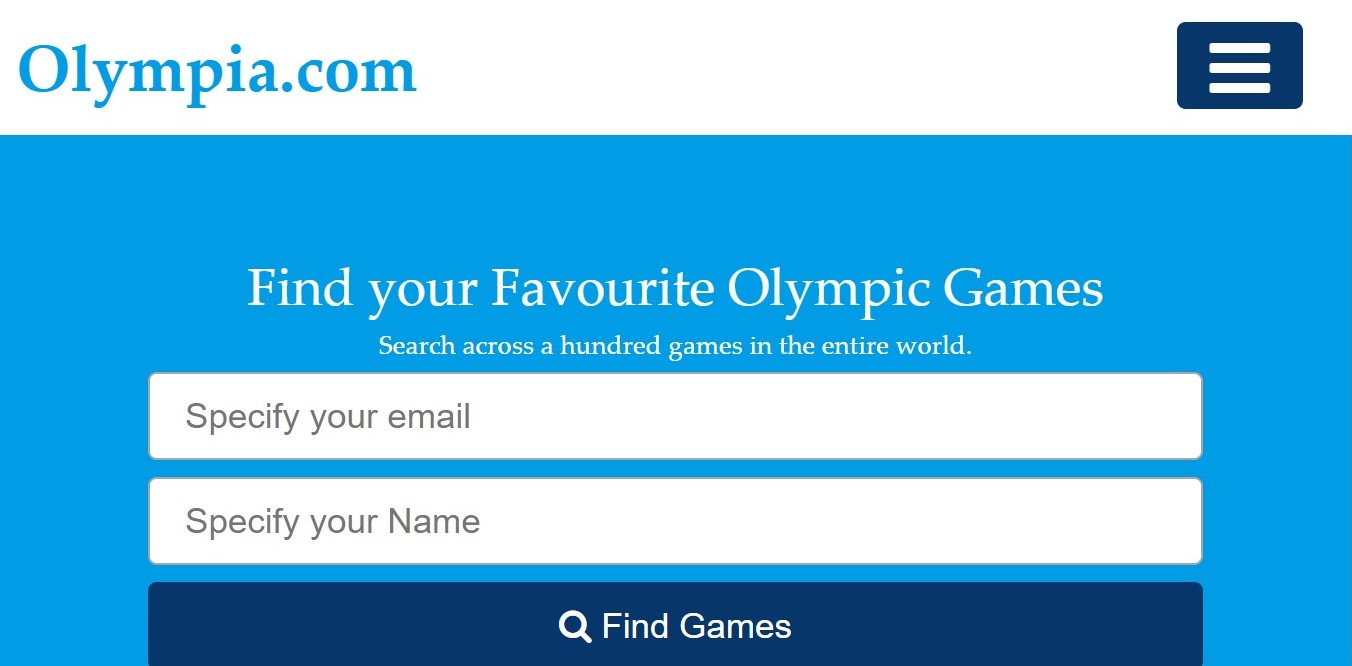 Olympia.com
Find your Favourite Olympic Games
Search across a hundred games in the entire world.
Specify your email
Specify your Name
Find Games